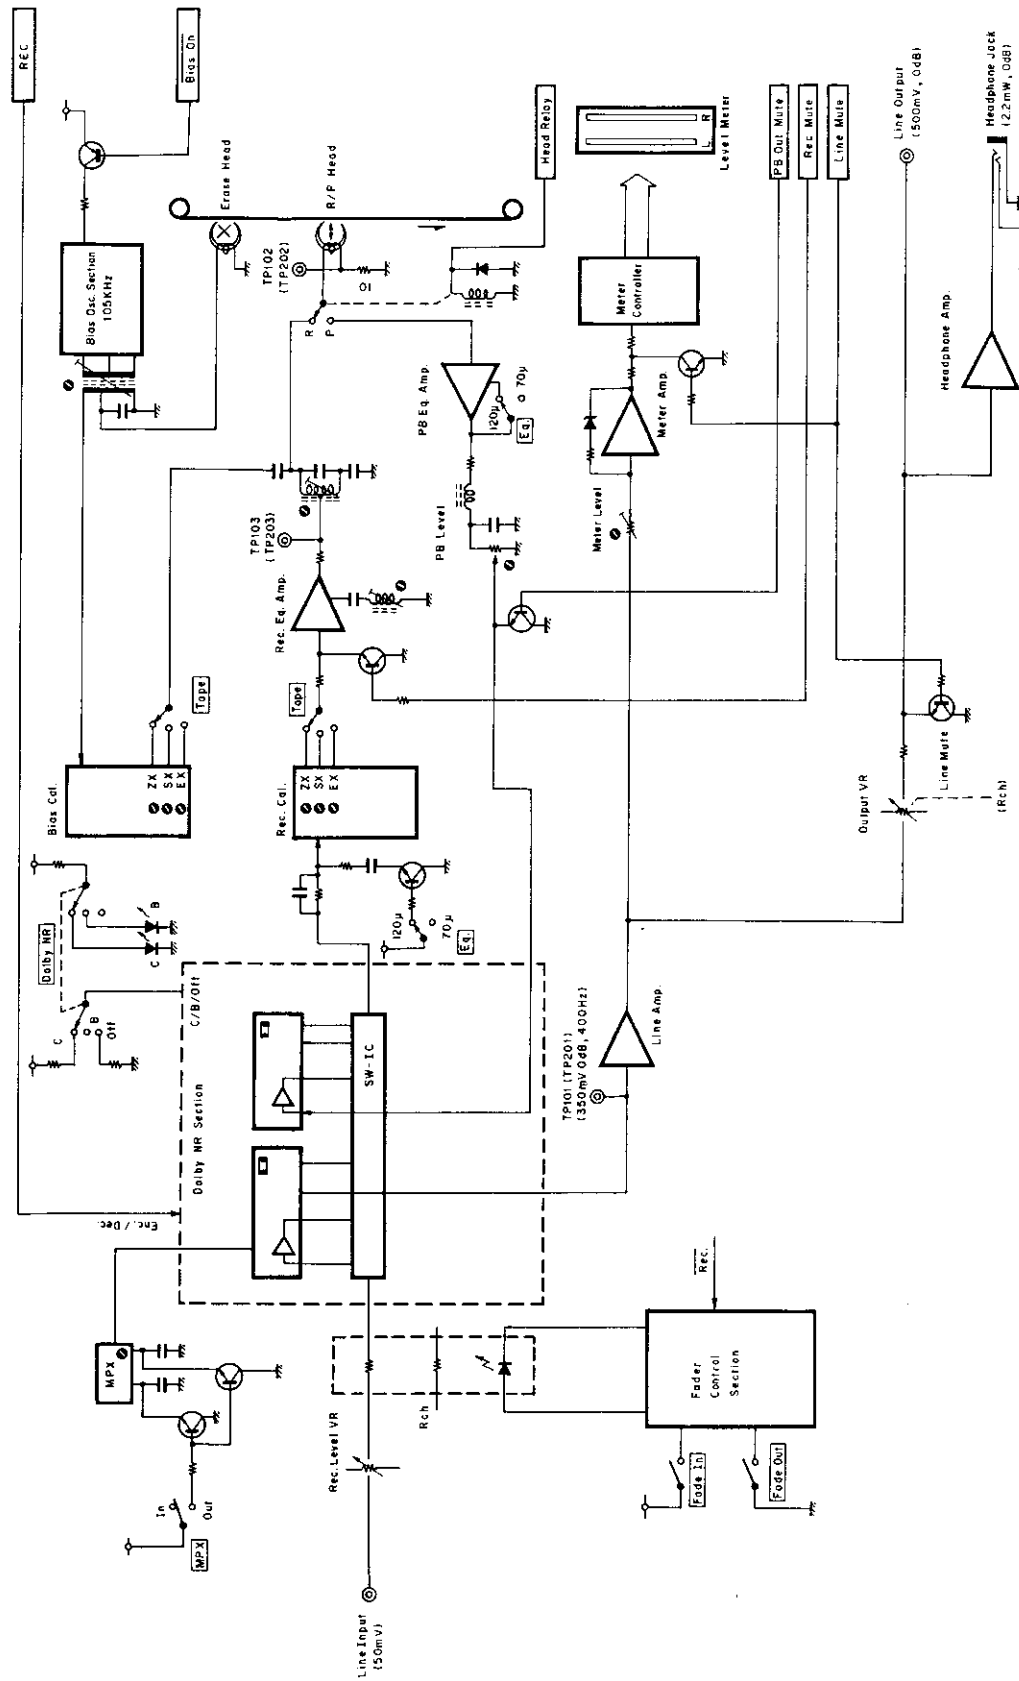 REC
Bias On
Bias Osc. Section
105KHz
Erase Head
R/P Head
TP102
(TP202)
10
R
P
Head Relay
Level Meter
L
R
Meter
Controller
Meter Amp.
Meter Level
PB Out Mute
Rec Mute
Line Mute
Line Output
(500mV, 0dB)
Headphone Jack
(2.2mW, 0dB)
Headphone Amp.
PB Eq. Amp.
120μ
70μ
Eq.
PB Level
TP103
(TP203)
Rec. Eq. Amp.
Tape
Tape
Bias Cal.
ZX
SX
EX
Rec. Cal.
ZX
SX
EX
120μ
70μ
Eq.
Dolby NR
C
B
C
B
Off
C/B/Off
Dolby NR Section
SW-IC
Enc. / Dec.
MPX
In
Out
MPX
Rec. Level VR
Rch
Line Input
(50mV)
Fader
Control
Section
Rec.
Fade In
Fade Out
TP101 (TP201)
(350mV 0dB, 400Hz)
Line Amp.
Output VR
(Rch)
Line Mute